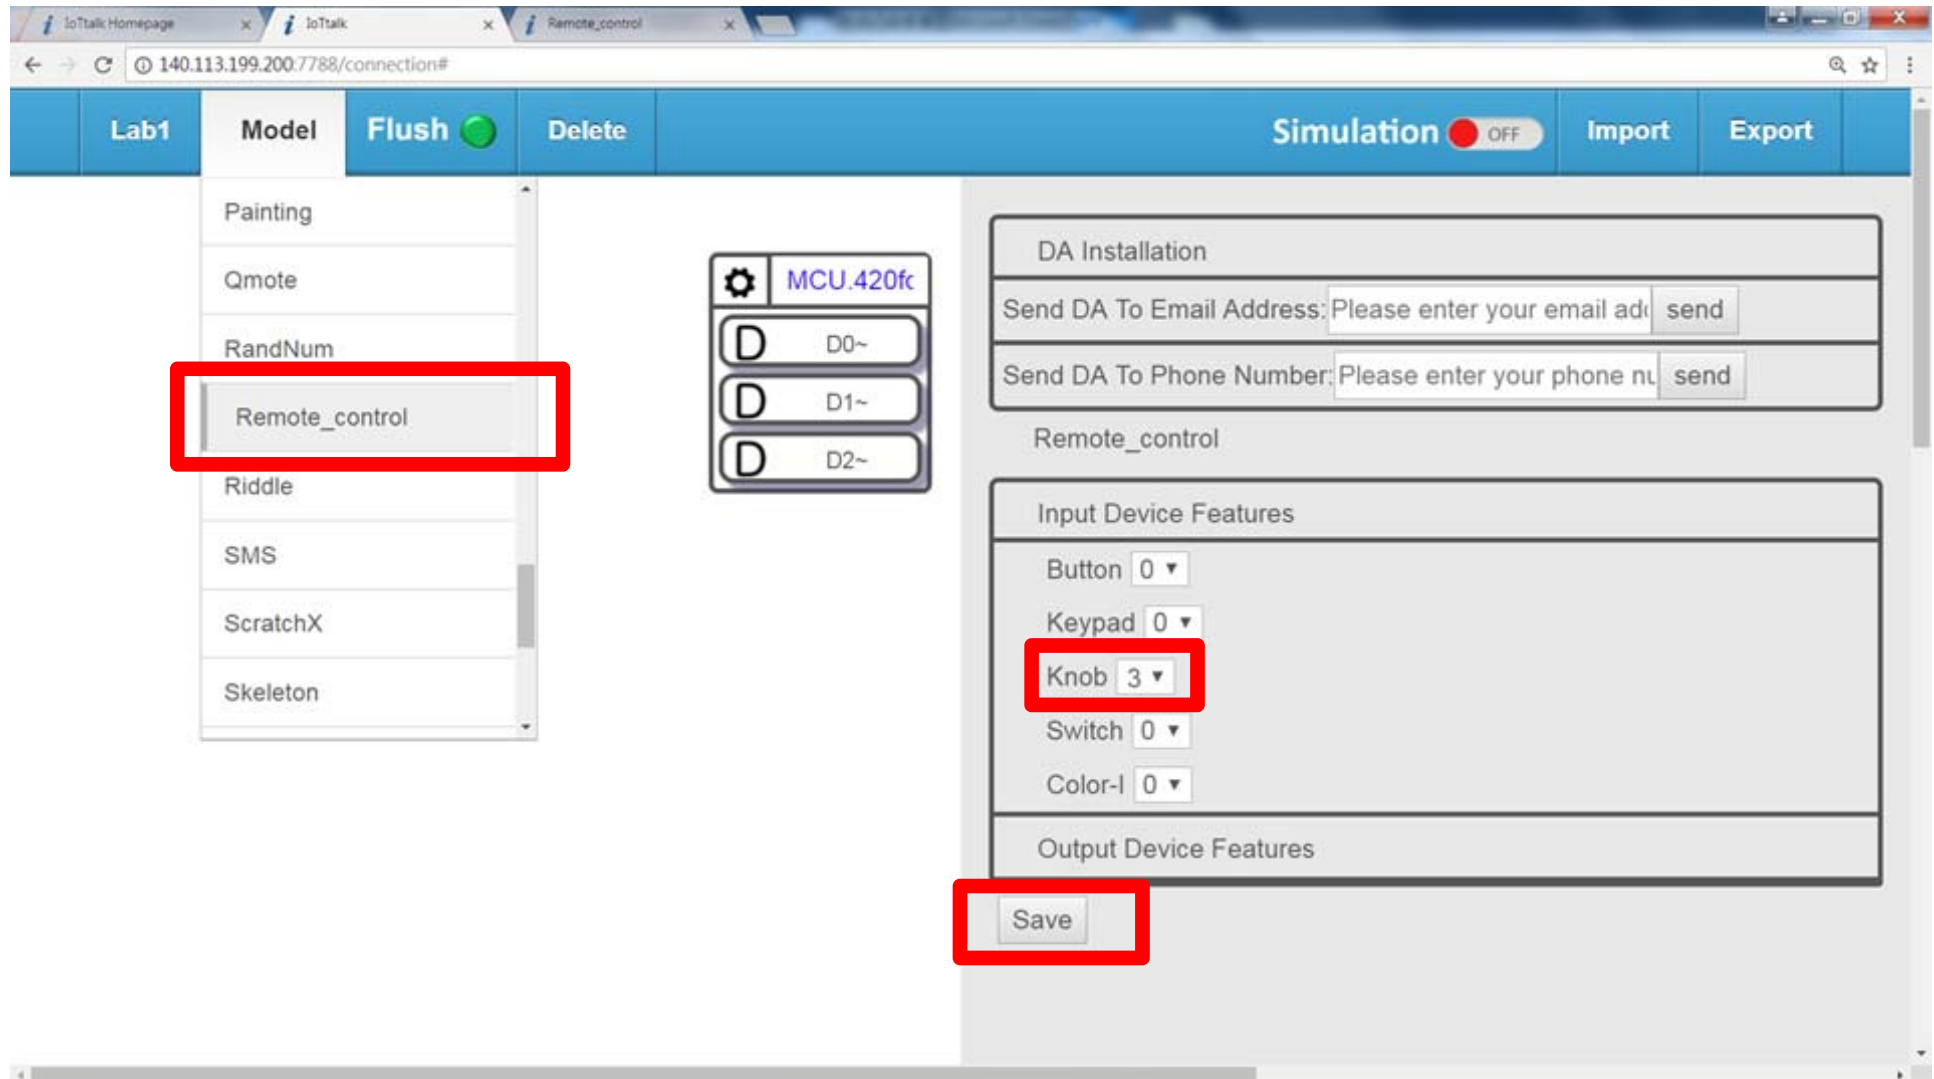 IoTtalk Homepage
IoTtalk
Remote_control
140.113.199.200:7788/connection#
Lab1
Model
Flush
Delete
Simulation
OFF
Import
Export
Painting
Qmote
RandNum
Remote_control
Riddle
SMS
ScratchX
Skeleton
MCU.420fc
D D0~
D D1~
D D2~
DA Installation
Send DA To Email Address: Please enter your email add send
Send DA To Phone Number: Please enter your phone nu send
Remote_control
Input Device Features
Button 0
Keypad 0
Knob 3
Switch 0
Color-I 0
Output Device Features
Save